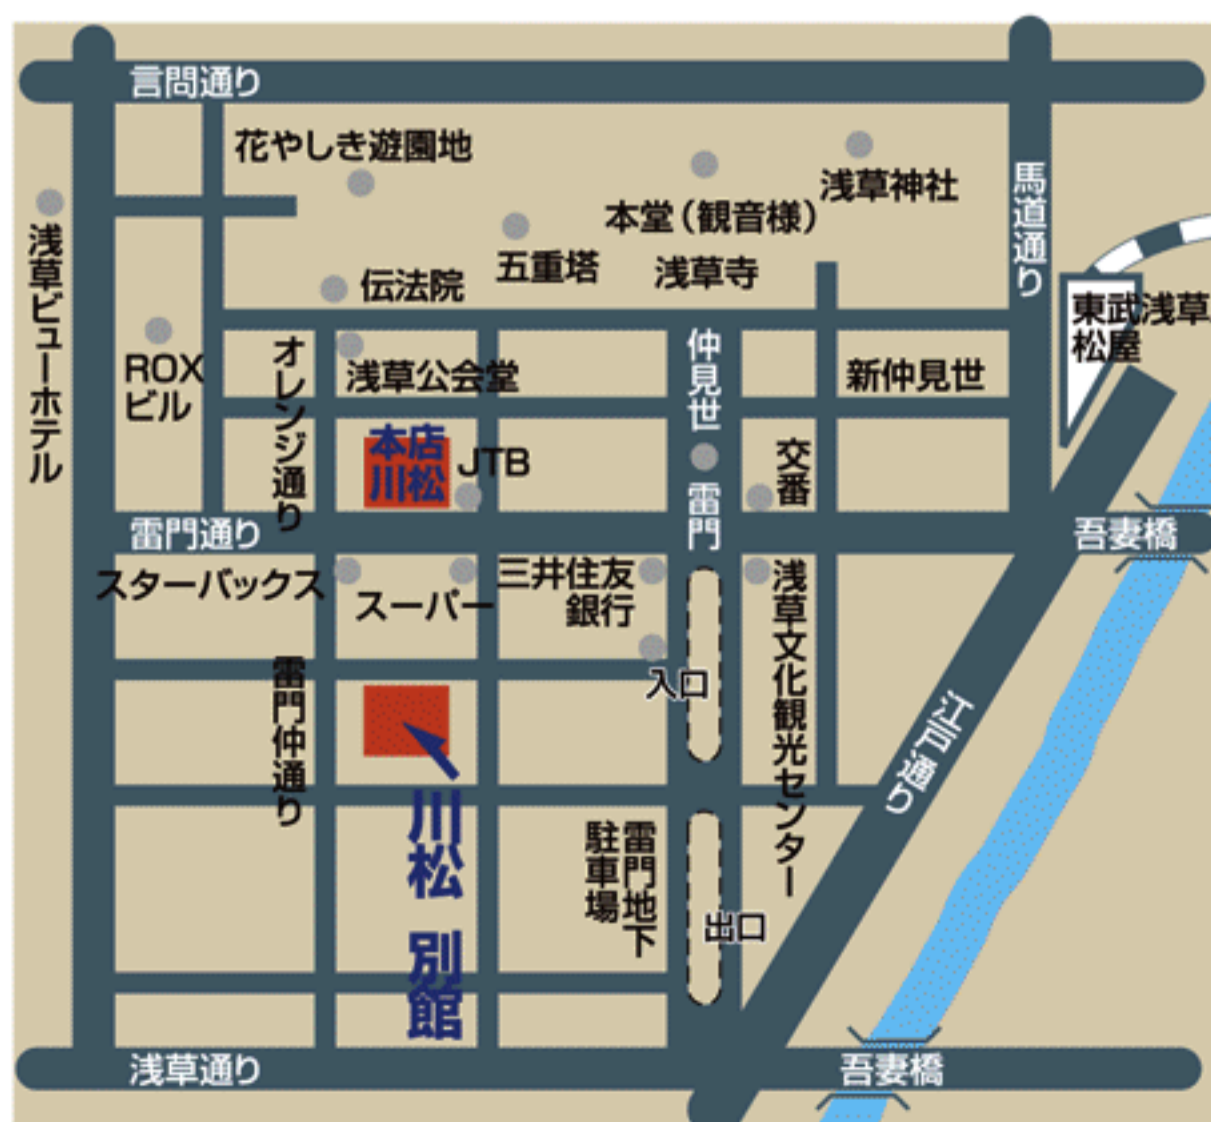 言問通り
花やしき遊園地
浅草神社
本堂(観音様)
浅草寺
五重塔
伝法院
馬道通り
浅草ビューホテル
東武浅草
松屋
ROX
ビル
オレンジ通り
浅草公会堂
仲見世
新仲見世
本店
川松
JTB
雷門
交番
雷門通り
吾妻橋
スターバックス
スーパー
三井住友
銀行
浅草文化観光センター
入口
雷門仲通り
江戸通り
川松 別館
雷門地下
駐車場
出口
浅草通り
吾妻橋